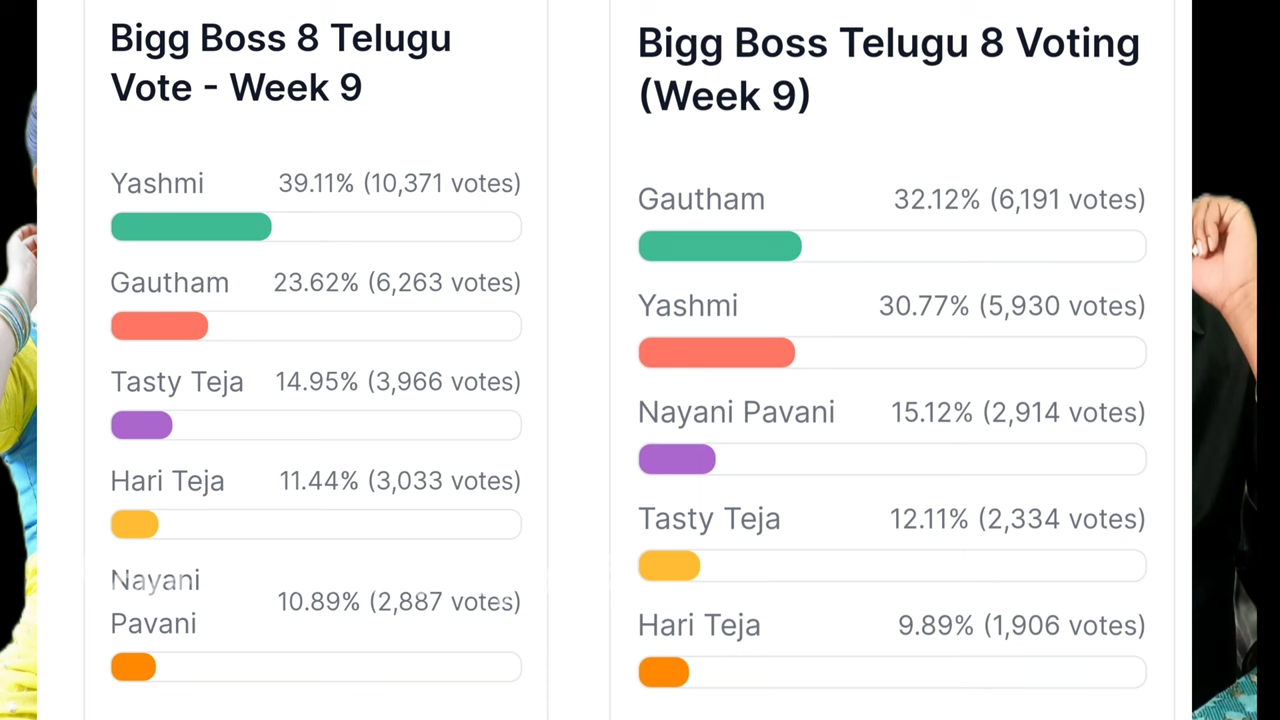 Bigg Boss 8 Telugu
Vote - Week 9
Yashmi 39.11% (10,371 votes)
Gautham 23.62% (6,263 votes)
Tasty Teja 14.95% (3,966 votes)
Hari Teja 11.44% (3,033 votes)
Nayani
Pavani
10.89% (2,887 votes)
Bigg Boss Telugu 8 Voting
(Week 9)
Gautham 32.12% (6,191 votes)
Yashmi 30.77% (5,930 votes)
Nayani Pavani 15.12% (2,914 votes)
Tasty Teja 12.11% (2,334 votes)
Hari Teja 9.89% (1,906 votes)